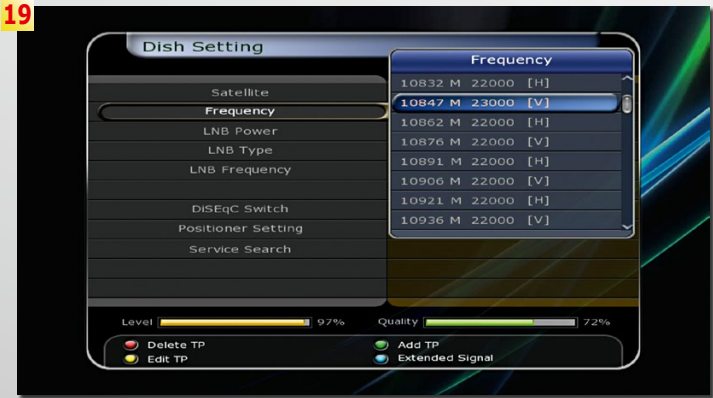 19
Dish Setting
Frequency
Satellite
Frequency
LNB Power
LNB Type
LNB Frequency
DiSEqC Switch
Positioner Setting
Service Search
10832 M 22000 [H]
10847 M 23000 [V]
10862 M 22000 [H]
10876 M 22000 [V]
10891 M 22000 [H]
10906 M 22000 [V]
10921 M 22000 [H]
10936 M 22000 [V]
Level 97% Quality 72%
Delete TP Add TP
Edit TP Extended Signal